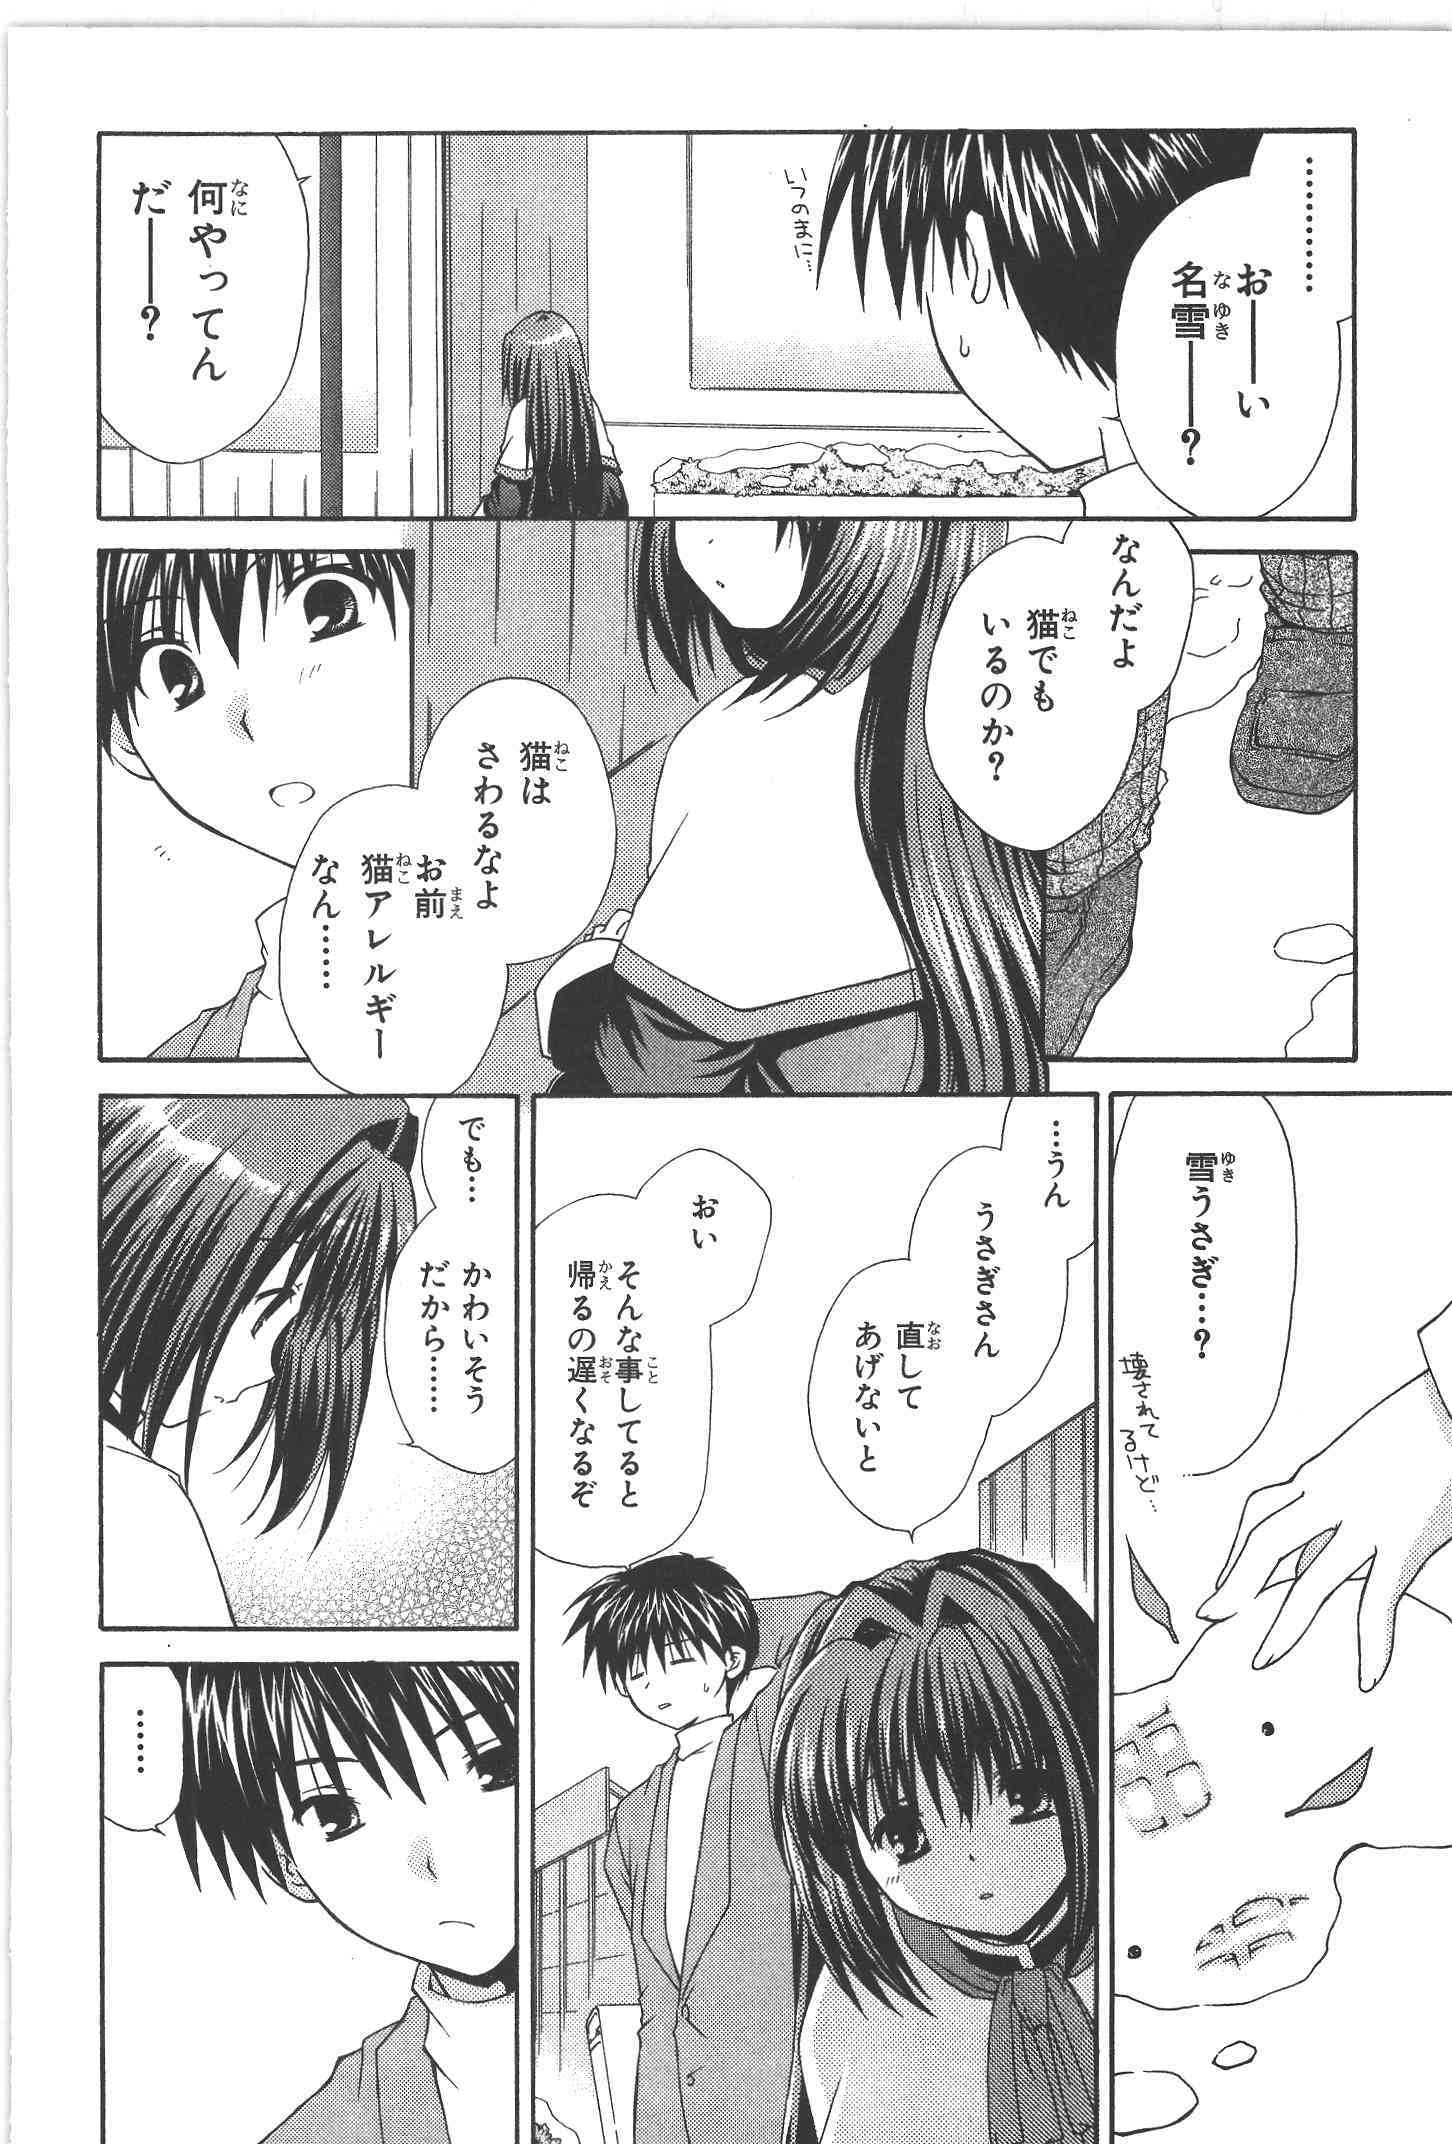 …………
おーい
名雪ー？
いつのまに…
何やってん
だー？
なんだよ
猫でも
いるのか？
猫は
さわるなよ
お前
猫アレルギー
なん……
雪うさぎ…？
壊されて
るけど…
…うん
うさぎさん
直して
あげないと
おい
そんな事してると
帰るの遅くなるぞ
でも…
かわいそう
だから……
……